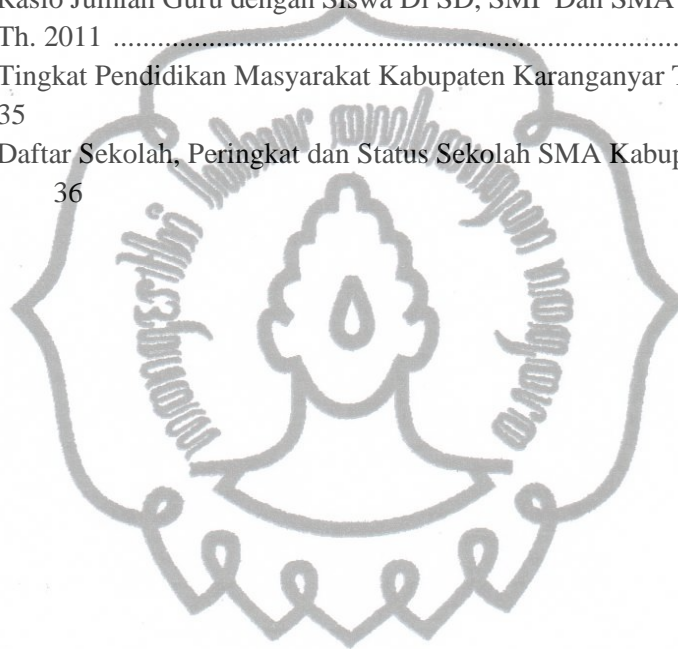 Rasio Jumlah Guru dengan Siswa Di SD, SMP Dan SMA
Th. 2011 ................................................................................................
Tingkat Pendidikan Masyarakat Kabupaten Karanganyar T
35
Daftar Sekolah, Peringkat dan Status Sekolah SMA Kabup
36